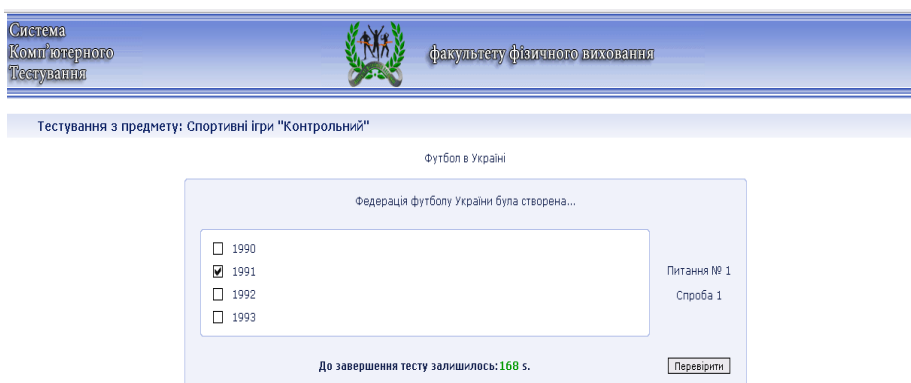 Система
Комп'ютерного
Тестування
факультету фізичного виховання
Тестування з предмету: Спортивні ігри "Контрольний"
Футбол в Україні
Федерація футболу України була створена...
1990
1991
1992
1993
Питання № 1
Спроба 1
До завершення тесту залишилось:168 s.
Перевірити